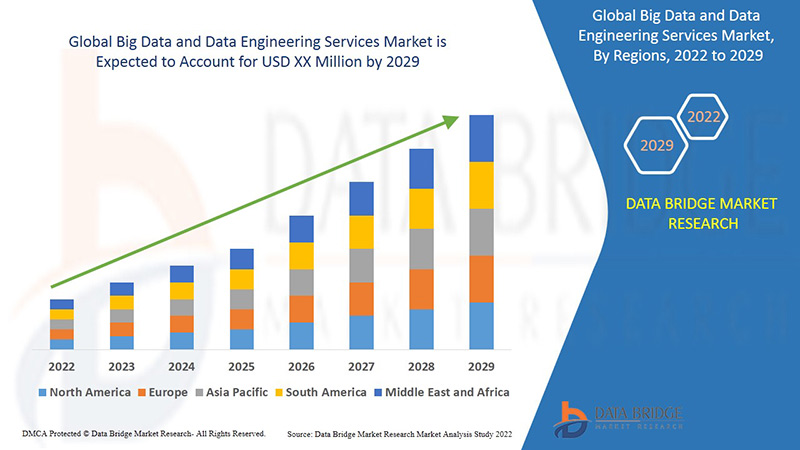 Global Big Data and Data Engineering Services Market is
Expected to Account for USD XX Million by 2029
Global Big Data and Data
Engineering Services Market,
By Regions, 2022 to 2029
2022
2029
DATA BRIDGE MARKET
RESEARCH
DATA BRIDGE
MARKET RESEARCH
2022 2023 2024 2025 2026 2027 2028 2029
North America Europe Asia Pacific South America Middle East and Africa
DATA BRIDGE
MARKET RESEARCH
DMCA Protected © Data Bridge Market Research- All Rights Reserved.
Source: Data Bridge Market Research Market Analysis Study 2022